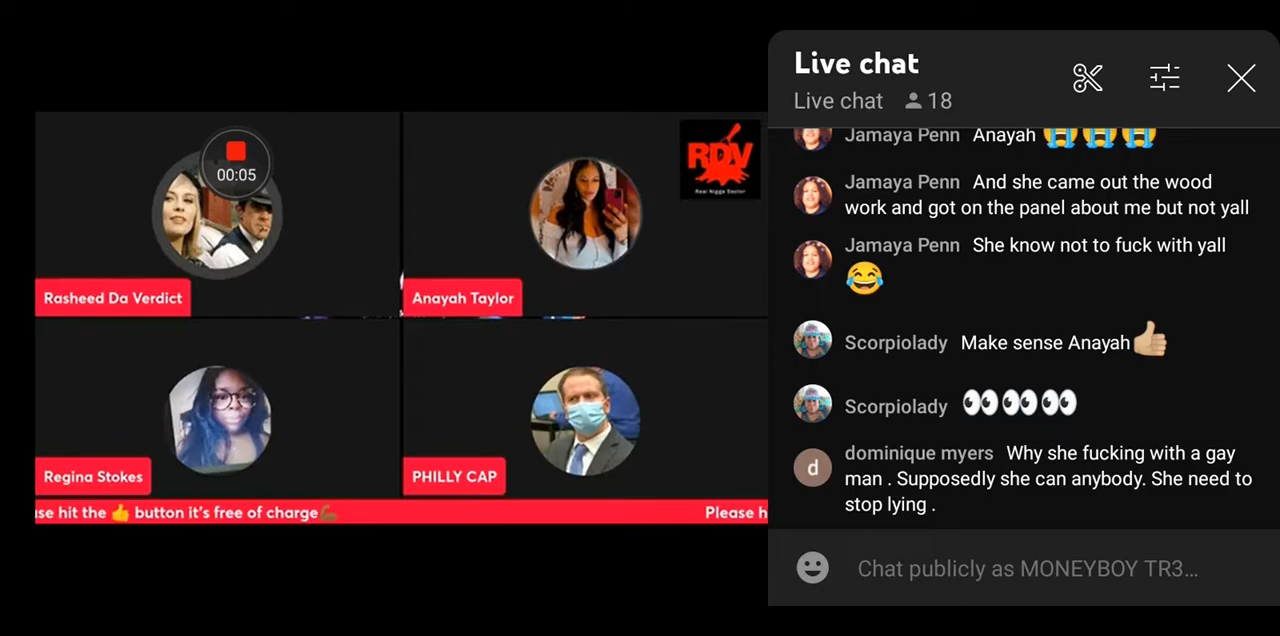 00:05
RDV
Real Nigga Sector
Rasheed Da Verdict
Anayah Taylor
Regina Stokes
PHILLY CAP
se hit the 👍 button it's free of charge💪🏿 Please h
Live chat
Live chat 18
Jamaya Penn Anayah 😭😭😭
Jamaya Penn And she came out the wood
work and got on the panel about me but not yall
Jamaya Penn She know not to fuck with yall
😂
Scorpiolady Make sense Anayah👍🏼
Scorpiolady 👀👀👀
d
dominique myers Why she fucking with a gay
man . Supposedly she can anybody. She need to
stop lying .
Chat publicly as MONEYBOY TR3...